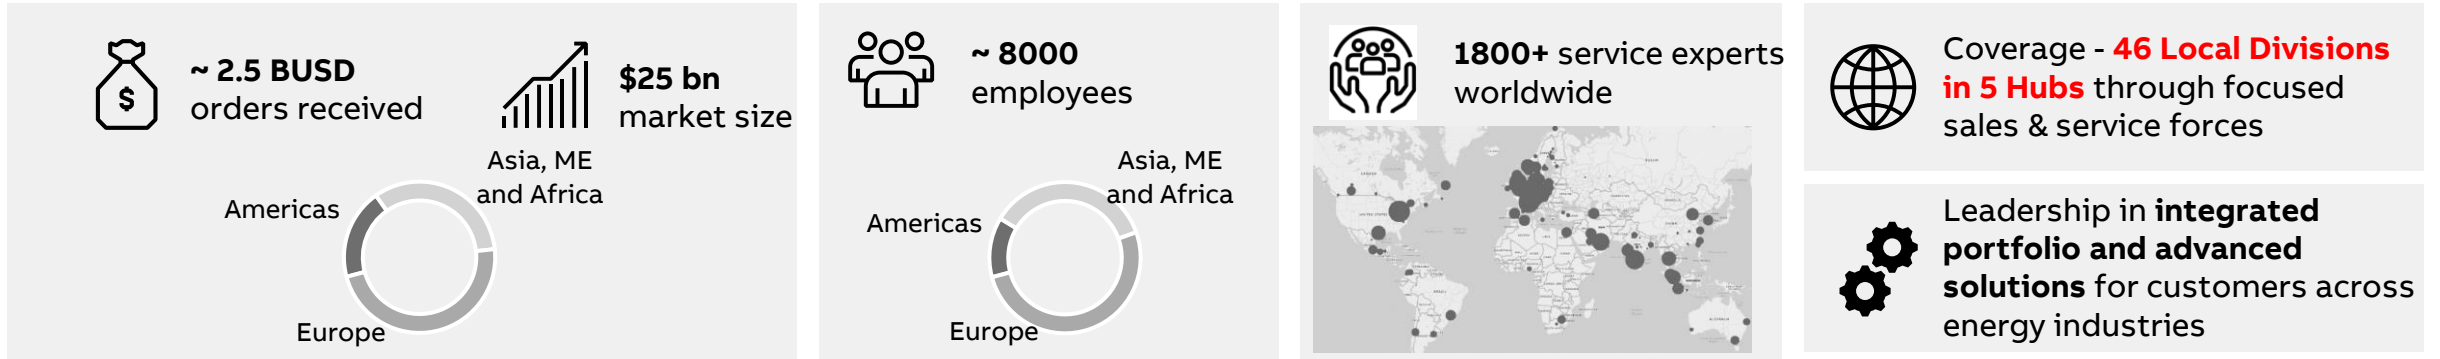 ~ 2.5 BUSD
orders received
$
$25 bn
market size
Asia, ME
and Africa
Americas
Europe
~ 8000
employees
Asia, ME
and Africa
Americas
Europe
1800+ service experts
worldwide
Coverage - 46 Local Divisions
in 5 Hubs through focused
sales & service forces
Leadership in integrated
portfolio and advanced
solutions for customers across
energy industries